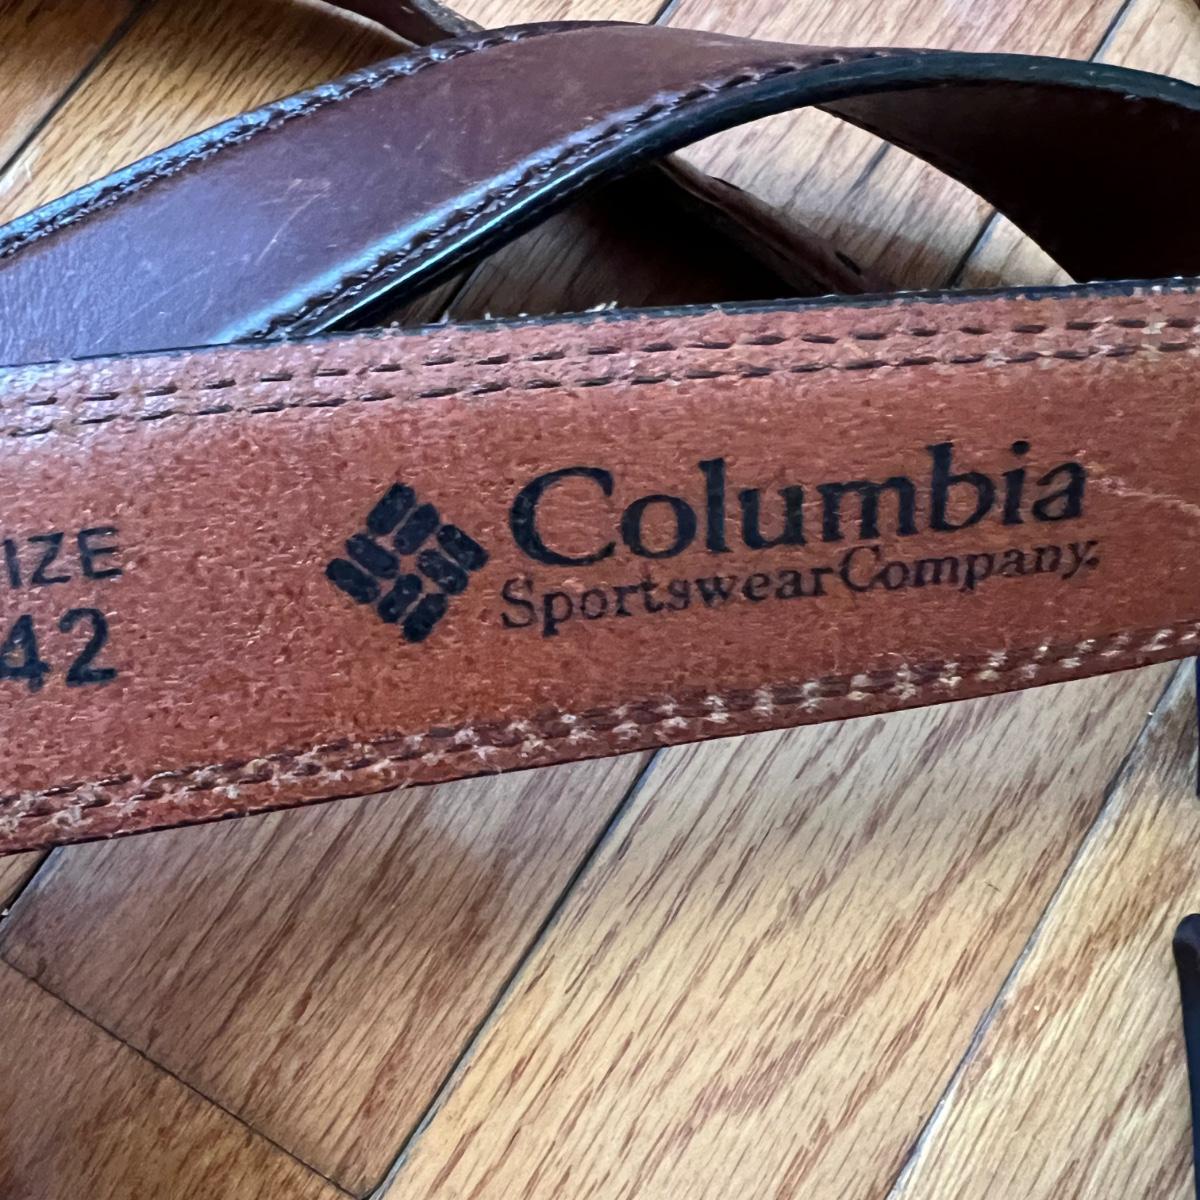 IZE
42
Columbia
Sportswear Company.